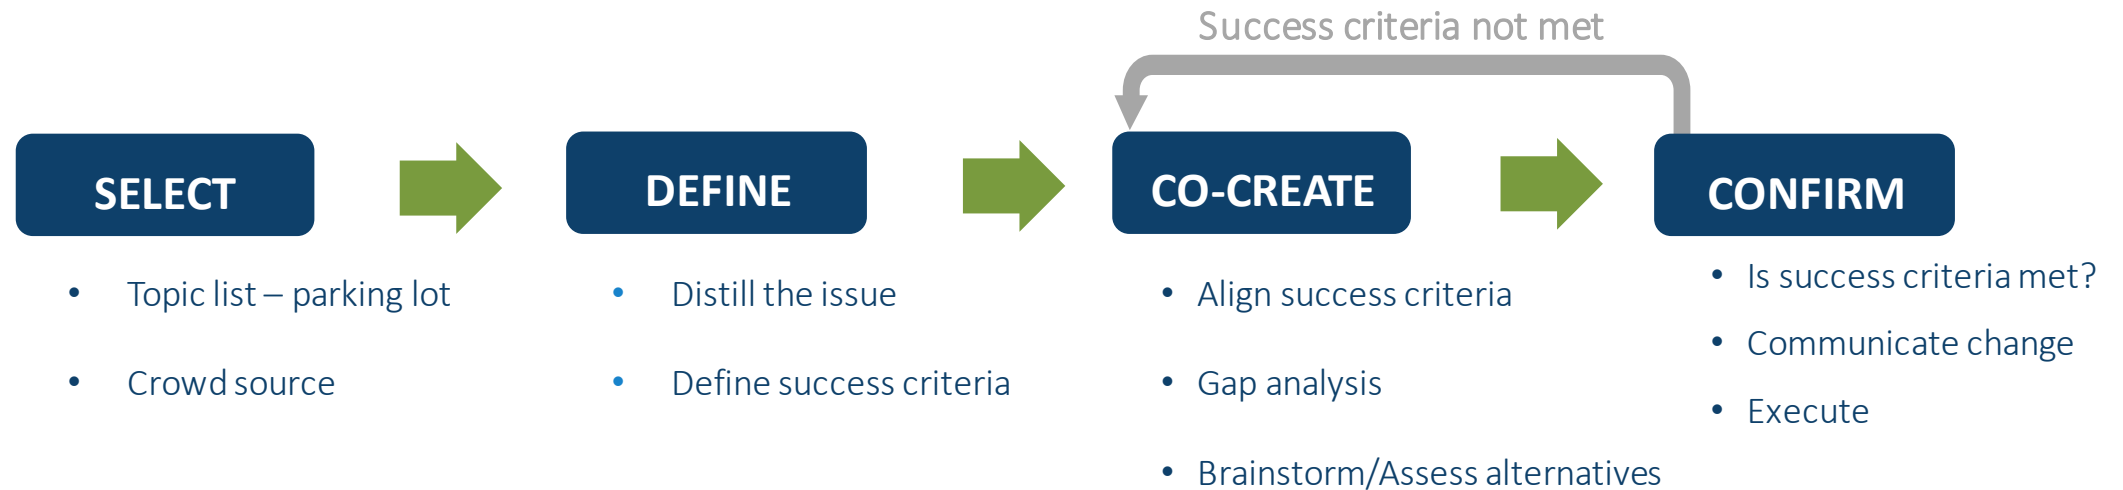 Success criteria not met
SELECT
DEFINE
CO-CREATE
CONFIRM
• Topic list – parking lot
• Crowd source
• Distill the issue
• Define success criteria
• Align success criteria
• Gap analysis
• Brainstorm/Assess alternatives
• Is success criteria met?
• Communicate change
• Execute